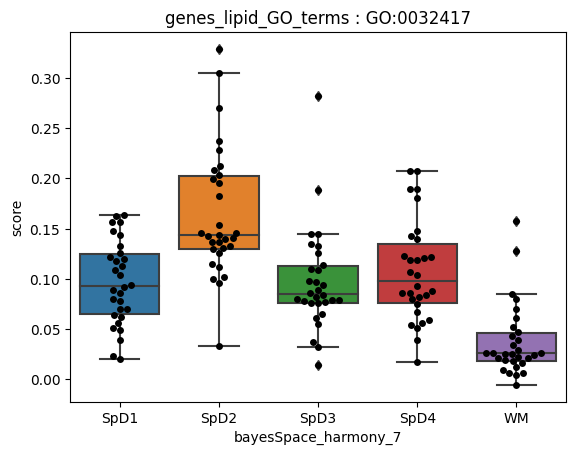 genes_lipid_GO_terms : GO:0032417
score
0.30
0.25
0.20
0.15
0.10
0.05
0.00
SpD1 SpD2 SpD3 SpD4 WM
bayesSpace_harmony_7